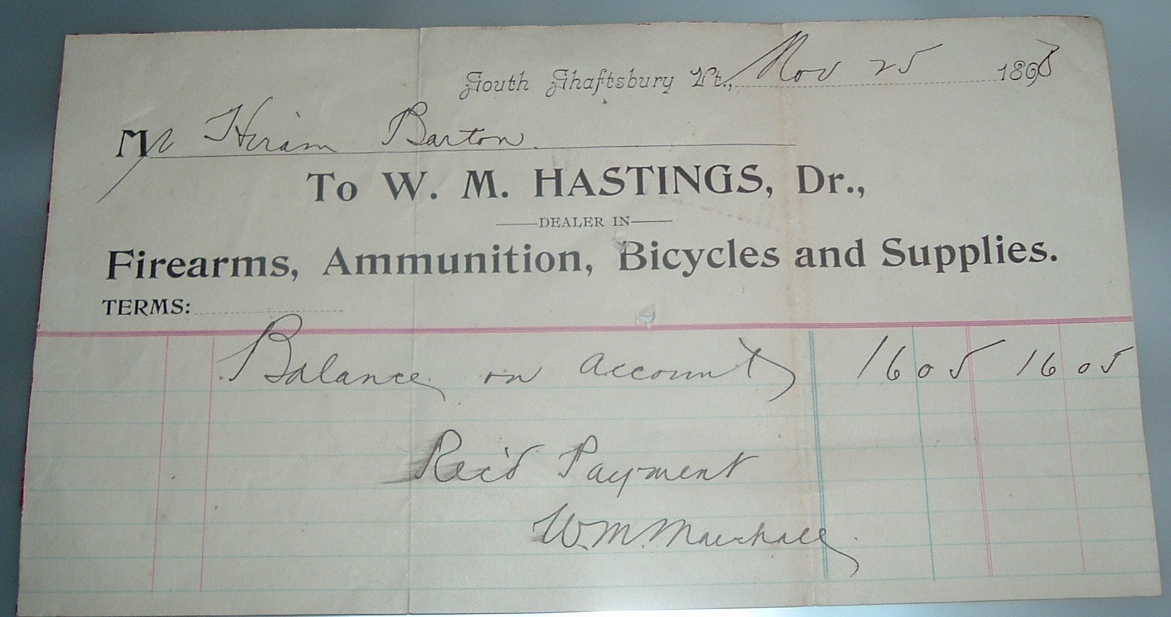 South Shaftsbury Vt., Nov 25 1898
Mr Hiram Barton
To W. M. HASTINGS, Dr.,
DEALER IN
Firearms, Ammunition, Bicycles and Supplies.
TERMS:
Balance on account 16 05 16 05
Rec'd Payment
W. M. Marshall